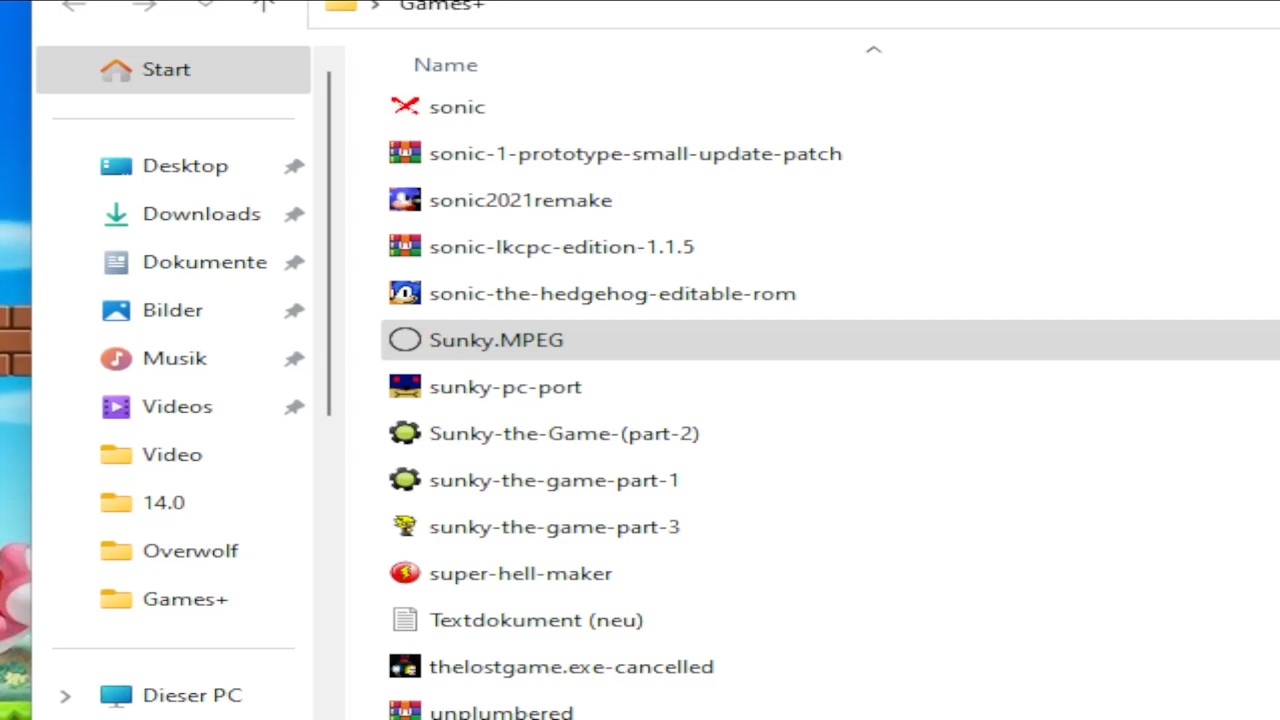 Games+
Start
Desktop
Downloads
Dokumente
Bilder
Musik
Videos
Video
14.0
Overwolf
Games+
Dieser PC
Name
sonic
sonic-1-prototype-small-update-patch
sonic2021remake
sonic-lkcpc-edition-1.1.5
sonic-the-hedgehog-editable-rom
Sunky.MPEG
sunky-pc-port
Sunky-the-Game-(part-2)
sunky-the-game-part-1
sunky-the-game-part-3
super-hell-maker
Textdokument (neu)
thelostgame.exe-cancelled
unplumbered